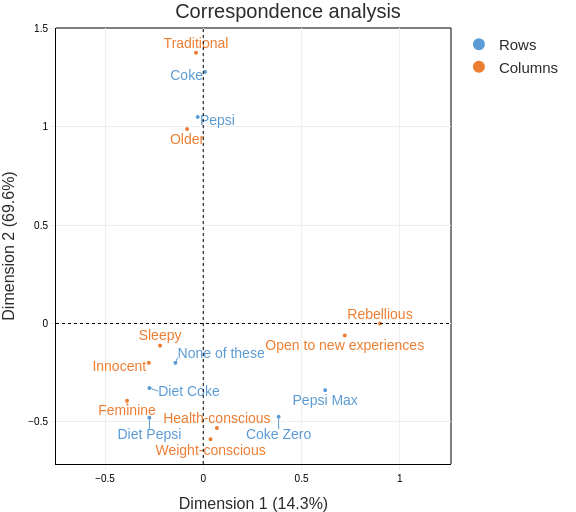 Correspondence analysis
Rows
Columns
1.5
1
0.5
0
−0.5
−0.5
0
0.5
1
Dimension 2 (69.6%)
Dimension 1 (14.3%)
Traditional
Coke
Pepsi
Older
Rebellious
Sleepy
Open to new experiences
None of these
Innocent
Diet Coke
Pepsi Max
Feminine
Health-conscious
Diet Pepsi
Coke Zero
Weight-conscious